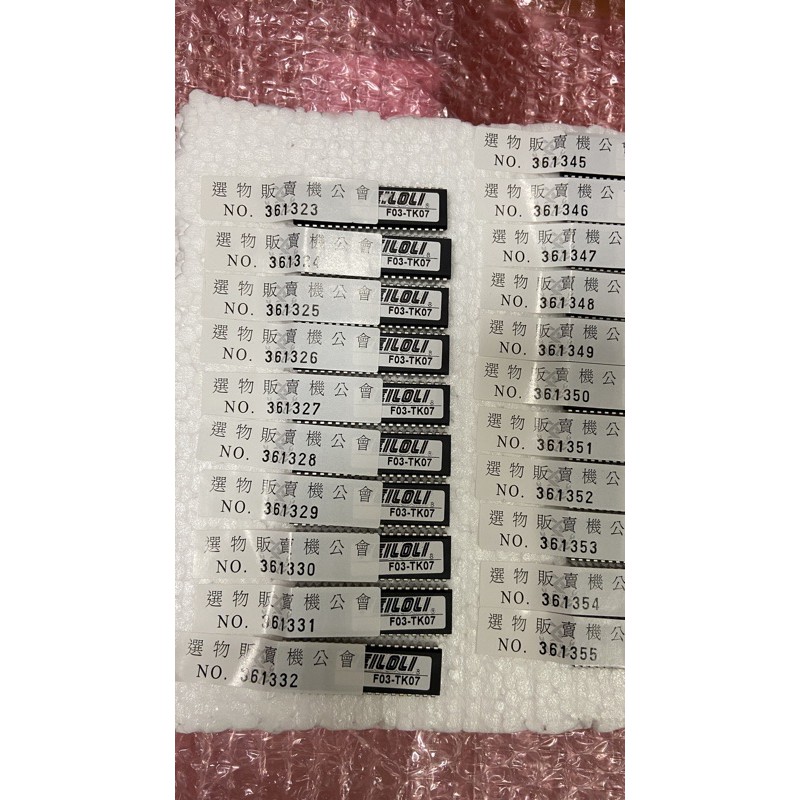 選物販賣機公會
NO. 361323
F03-TK07
選物販賣機公會
NO. 361324
ILOLI
F03-TK07
選物販賣機公會
NO. 361325
EILOLI
F03-TK07
選物販賣機公會
NO. 361326
EILOLI
F03-TK07
選物販賣機公會
NO. 361327
EILOLI
F03-TK07
選物販賣機公會
NO. 361328
EILOLI
F03-TK07
選物販賣機公會
NO. 361329
EILOLI
F03-TK07
選物販賣機公會
NO. 361330
EILOLI
F03-TK07
選物販賣機公會
NO. 361331
EILOLI
F03-TK07
選物販賣機公會
NO. 361332
EILOLI
F03-TK07
選物販賣機公
NO. 361345
選物販賣機公
NO. 361346
選物販賣機公
NO. 361347
選物販賣機公
NO. 361348
選物販賣機公
NO. 361349
選物販賣機公
NO. 361350
選物販賣機公
NO. 361351
選物販賣機公
NO. 361352
選物販賣機公
NO. 361353
選物販賣機公
NO. 361354
選物販賣機公
NO. 361355